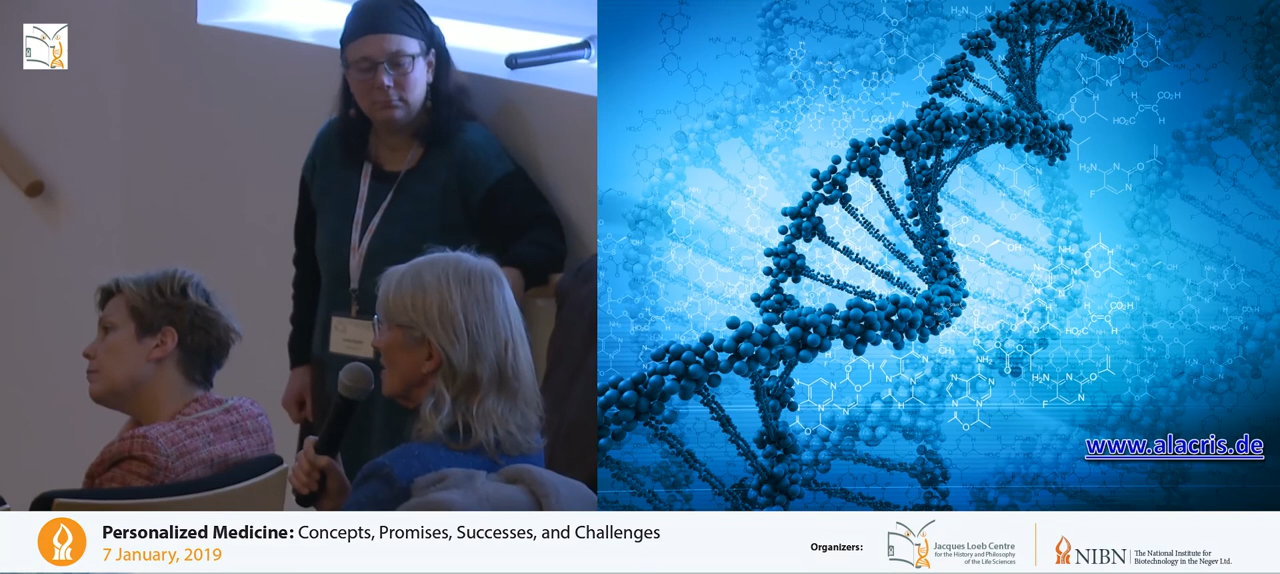 www.alacris.de
Personalized Medicine: Concepts, Promises, Successes, and Challenges
7 January, 2019
Organizers:
Jacques Loeb Centre
for the History and Philosophy
of the Life Sciences
NIBN
The National Institute for
Biotechnology in the Negev Ltd.